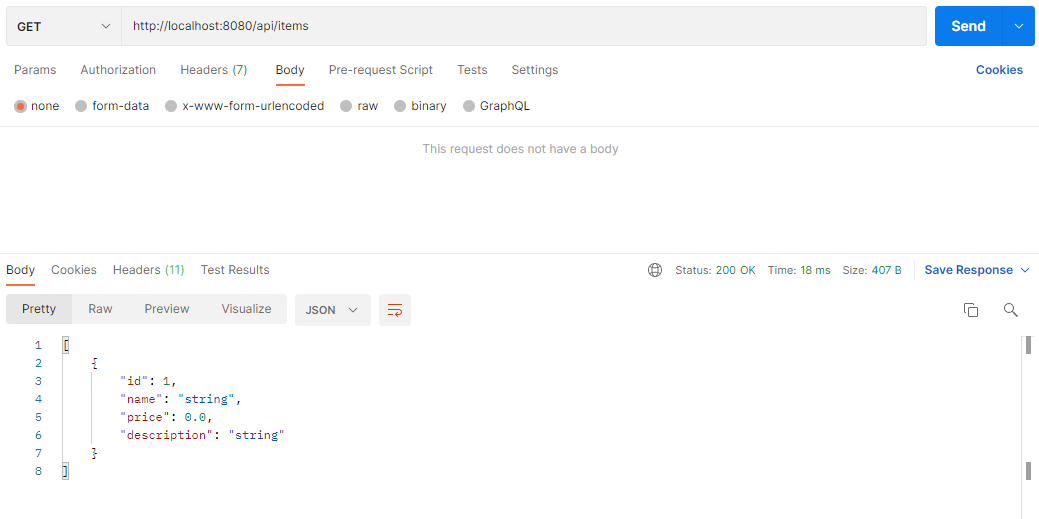 GET http://localhost:8080/api/items Send
Params Authorization Headers (7) Body Pre-request Script Tests Settings Cookies
none form-data x-www-form-urlencoded raw binary GraphQL
This request does not have a body
Body Cookies Headers (11) Test Results Status: 200 OK Time: 18 ms Size: 407 B Save Response
Pretty Raw Preview Visualize JSON
1 [
2 {
3 "id": 1,
4 "name": "string",
5 "price": 0.0,
6 "description": "string"
7 }
8 ]